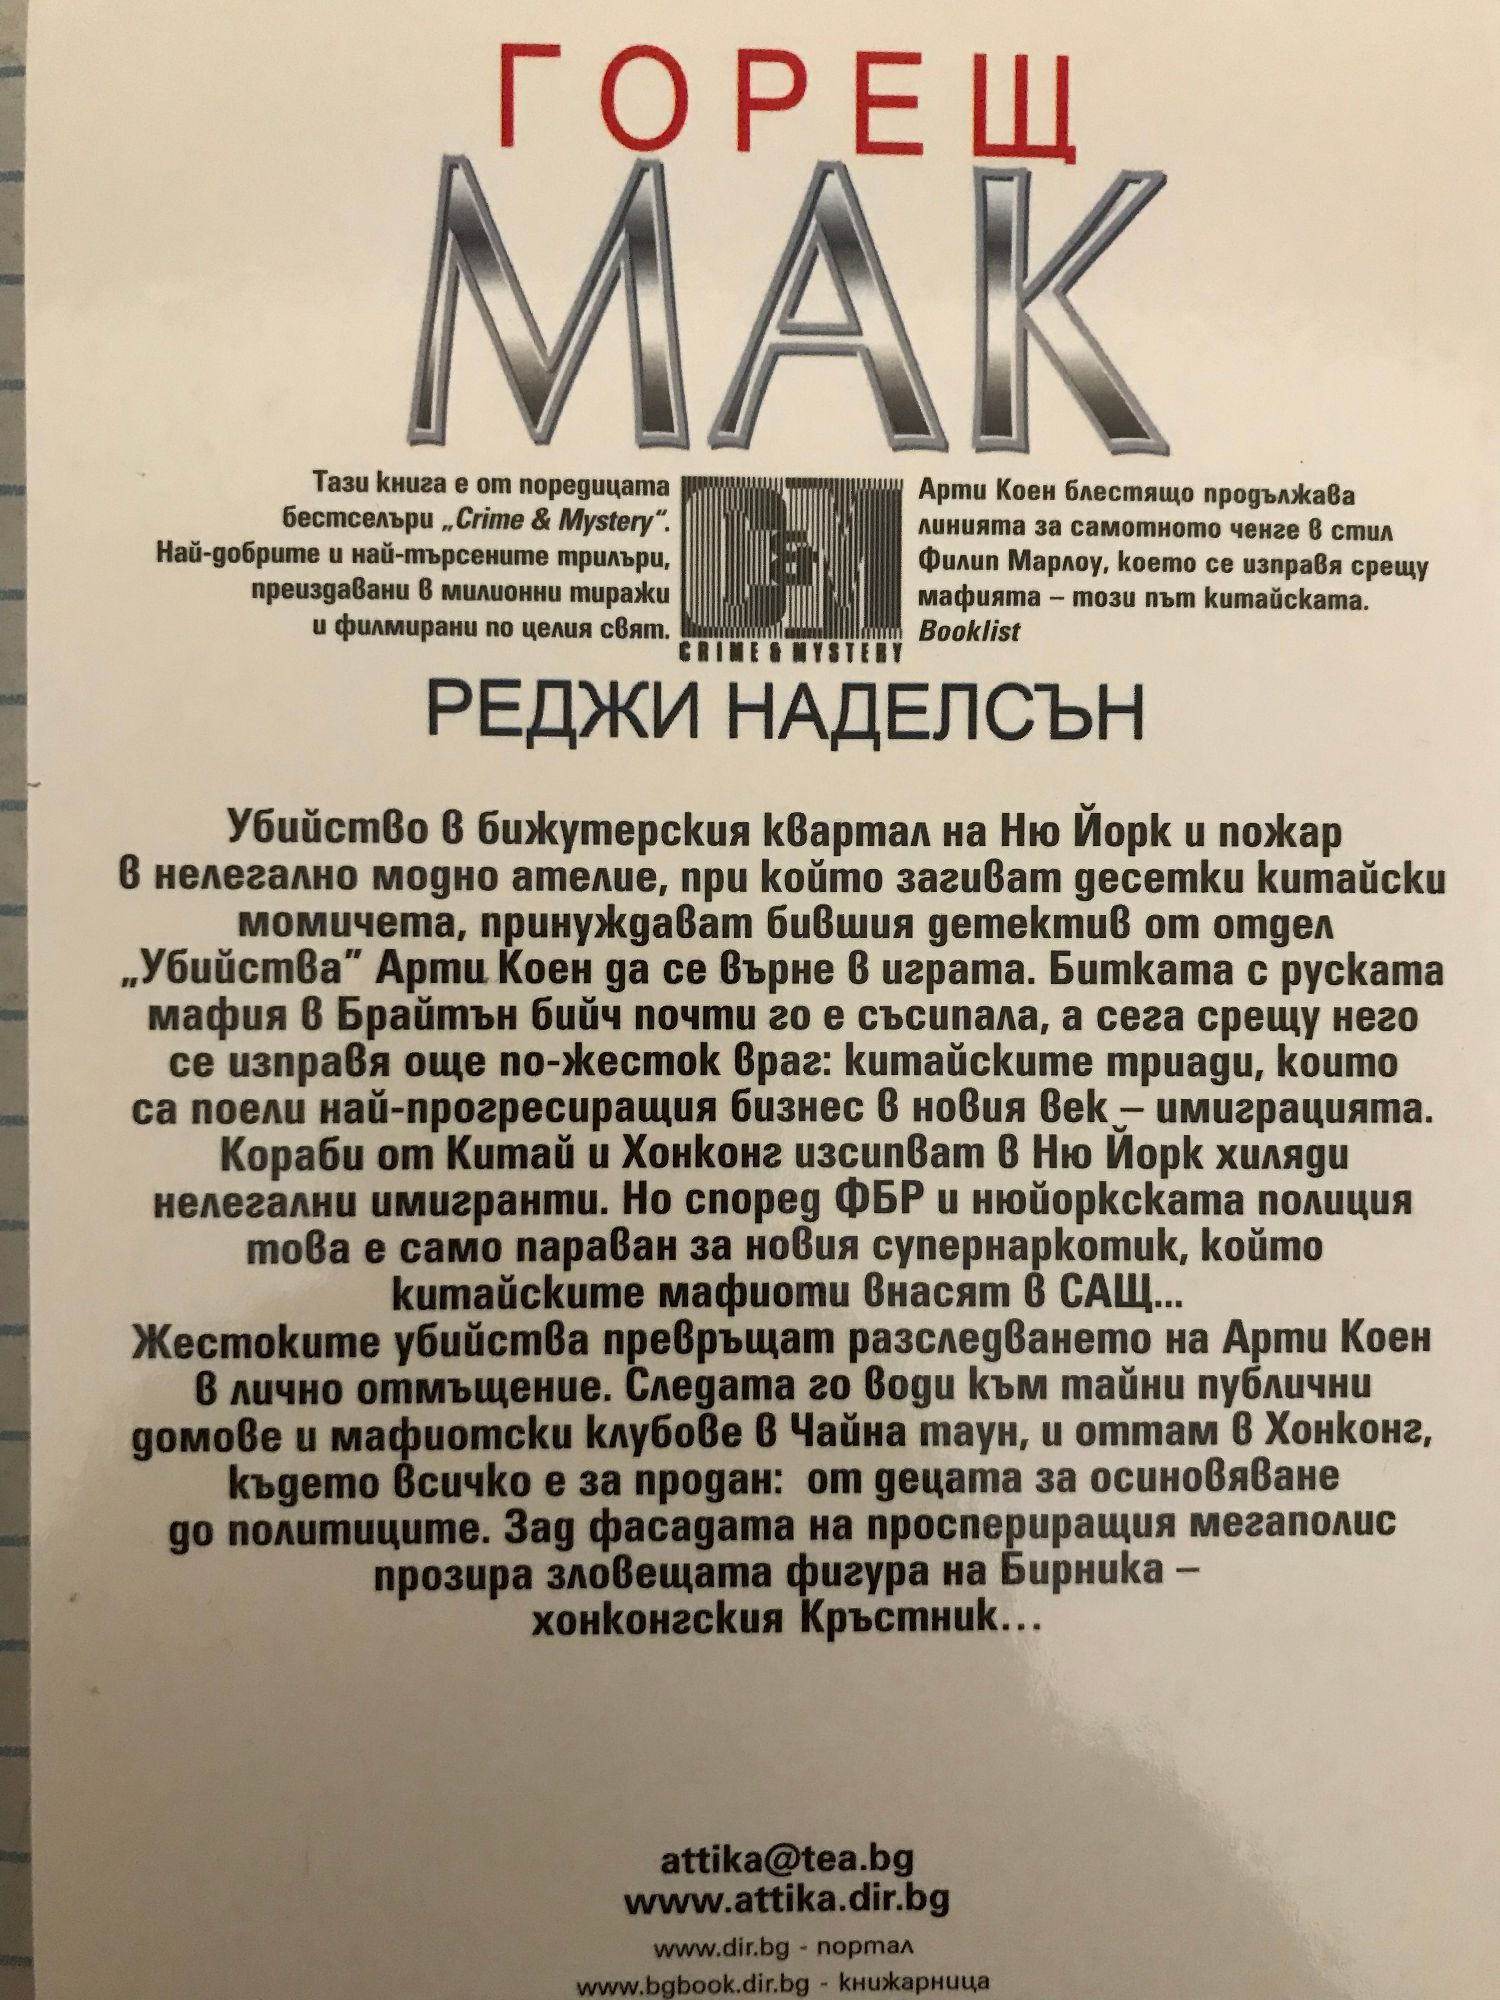 ГОРЕЩ
МАК
Тази книга е от поредицата
бестселъри „Crime & Mystery“.
Най-добрите и най-търсените трилъри,
преиздавани в милионни тиражи
и филмирани по целия свят.
C&M
CRIME & MYSTERY
Арти Коен блестящо продължава
линията за самотното ченге в стил
Филип Марлоу, което се изправя срещу
мафията – този път китайската.
Booklist
РЕДЖИ НАДЕЛСЪН
Убийство в бижутерския квартал на Ню Йорк и пожар
в нелегално модно ателие, при който загиват десетки китайски
момичета, принуждават бившия детектив от отдел
„Убийства” Арти Коен да се върне в играта. Битката с руската
мафия в Брайтън бийч почти го е съсипала, а сега срещу него
се изправя още по-жесток враг: китайските триади, които
са поели най-прогресиращия бизнес в новия век – имиграцията.
Кораби от Китай и Хонконг изсипват в Ню Йорк хиляди
нелегални имигранти. Но според ФБР и нюйоркската полиция
това е само параван за новия супернаркотик, който
китайските мафиоти внасят в САЩ...
Жестоките убийства превръщат разследването на Арти Коен
в лично отмъщение. Следата го води към тайни публични
домове и мафиотски клубове в Чайна таун, и оттам в Хонконг,
където всичко е за продан: от децата за осиновяване
до политиците. Зад фасадата на проспериращия мегаполис
прозира зловещата фигура на Бирника –
хонконгския Кръстник...
attika@tea.bg
www.attika.dir.bg
www.dir.bg - портал
www.bgbook.dir.bg - книжарница